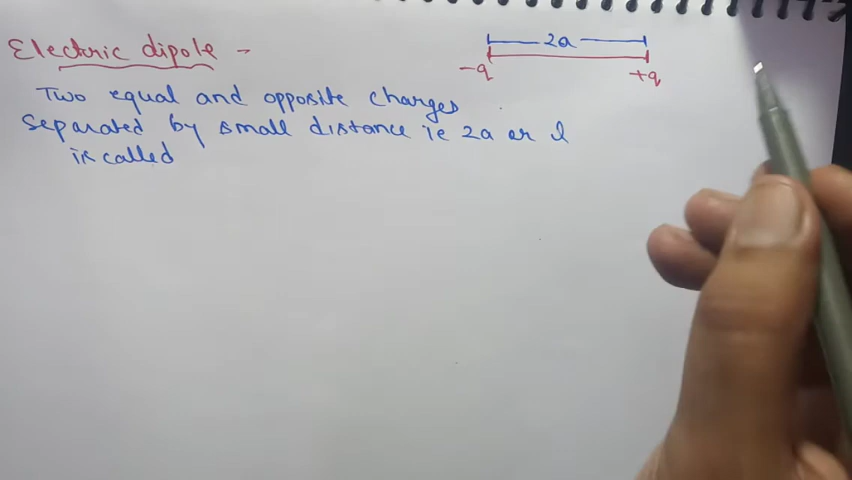 Electric dipole -
2a
-q
+q
Two equal and opposite charges
separated by small distance ie 2a or l
is called